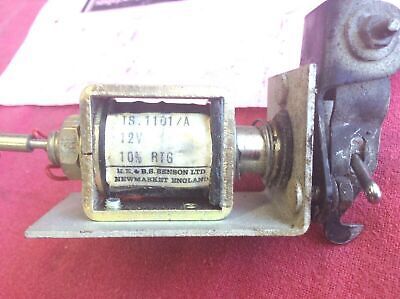 TS.1101/A
12V
10% RTG
M.E. & B.S. BENSON LTD
NEWMARKET ENGLAND